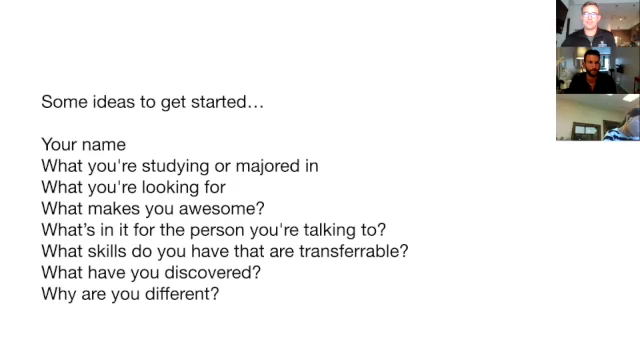 Some ideas to get started…
Your name
What you're studying or majored in
What you're looking for
What makes you awesome?
What’s in it for the person you're talking to?
What skills do you have that are transferrable?
What have you discovered?
Why are you different?